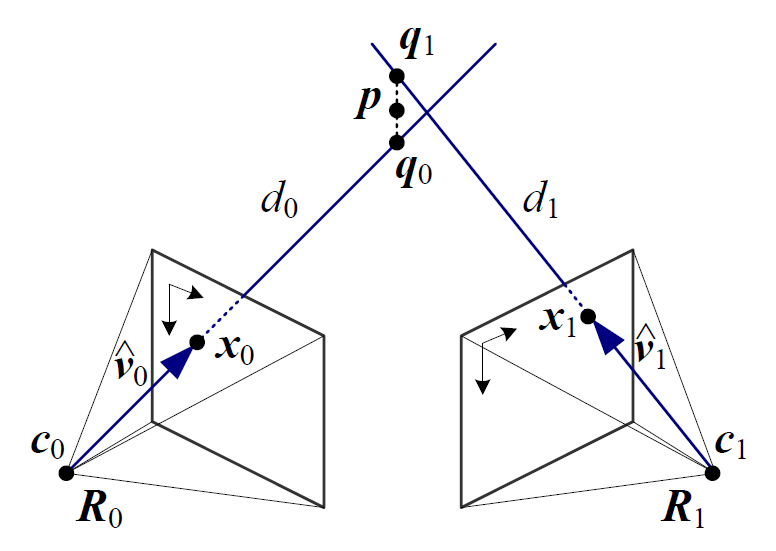 q₁
p
q₀
d₀
d₁
x₀
x₁
v̂₀
v̂₁
c₀
c₁
R₀
R₁